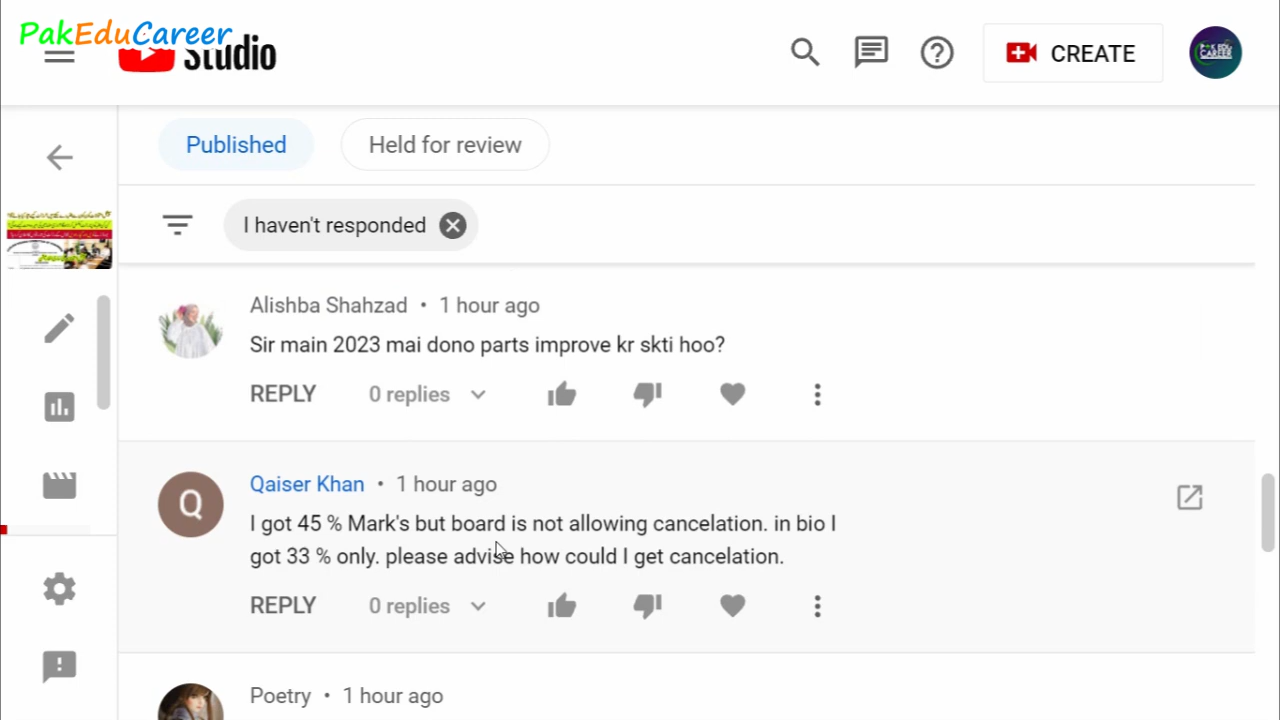 PakEduCareer
Studio
CREATE
Published
Held for review
I haven't responded
Alishba Shahzad • 1 hour ago
Sir main 2023 mai dono parts improve kr skti hoo?
REPLY 0 replies
Q
Qaiser Khan • 1 hour ago
I got 45 % Mark's but board is not allowing cancelation. in bio I
got 33 % only. please advise how could I get cancelation.
REPLY 0 replies
Poetry • 1 hour ago